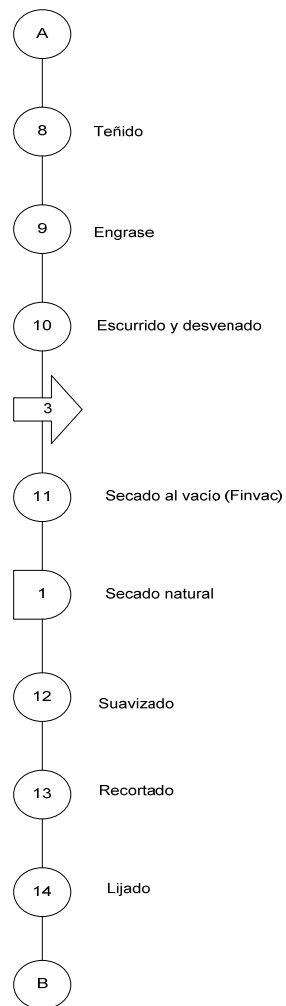 A
8 Teñido
9 Engrase
10 Escurrido y desvenado
3
11 Secado al vacío (Finvac)
1 Secado natural
12 Suavizado
13 Recortado
14 Lijado
B